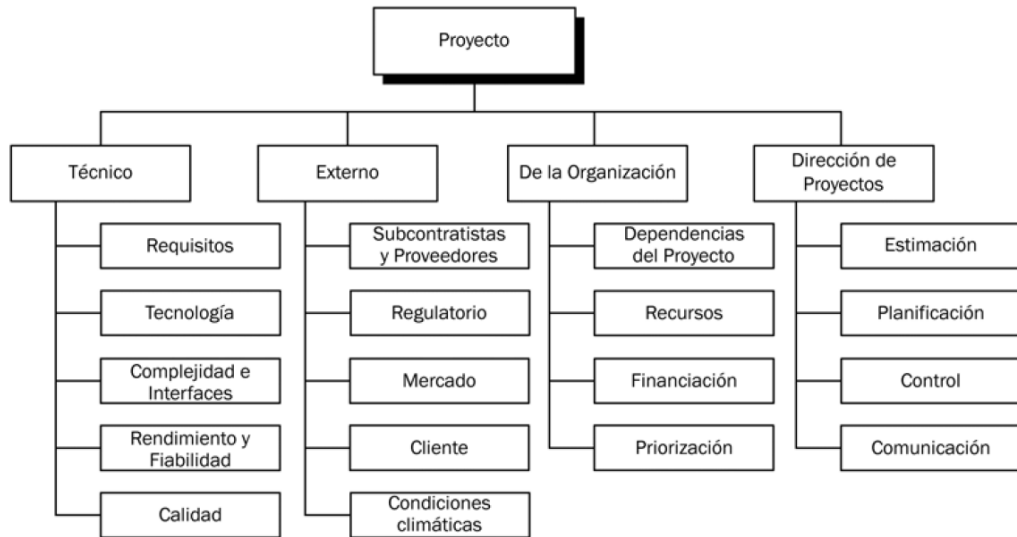 Proyecto
Técnico
Externo
De la Organización
Dirección de
Proyectos
Requisitos
Tecnología
Complejidad e
Interfaces
Rendimiento y
Fiabilidad
Calidad
Subcontratistas
y Proveedores
Regulatorio
Mercado
Cliente
Condiciones
climáticas
Dependencias
del Proyecto
Recursos
Financiación
Priorización
Estimación
Planificación
Control
Comunicación